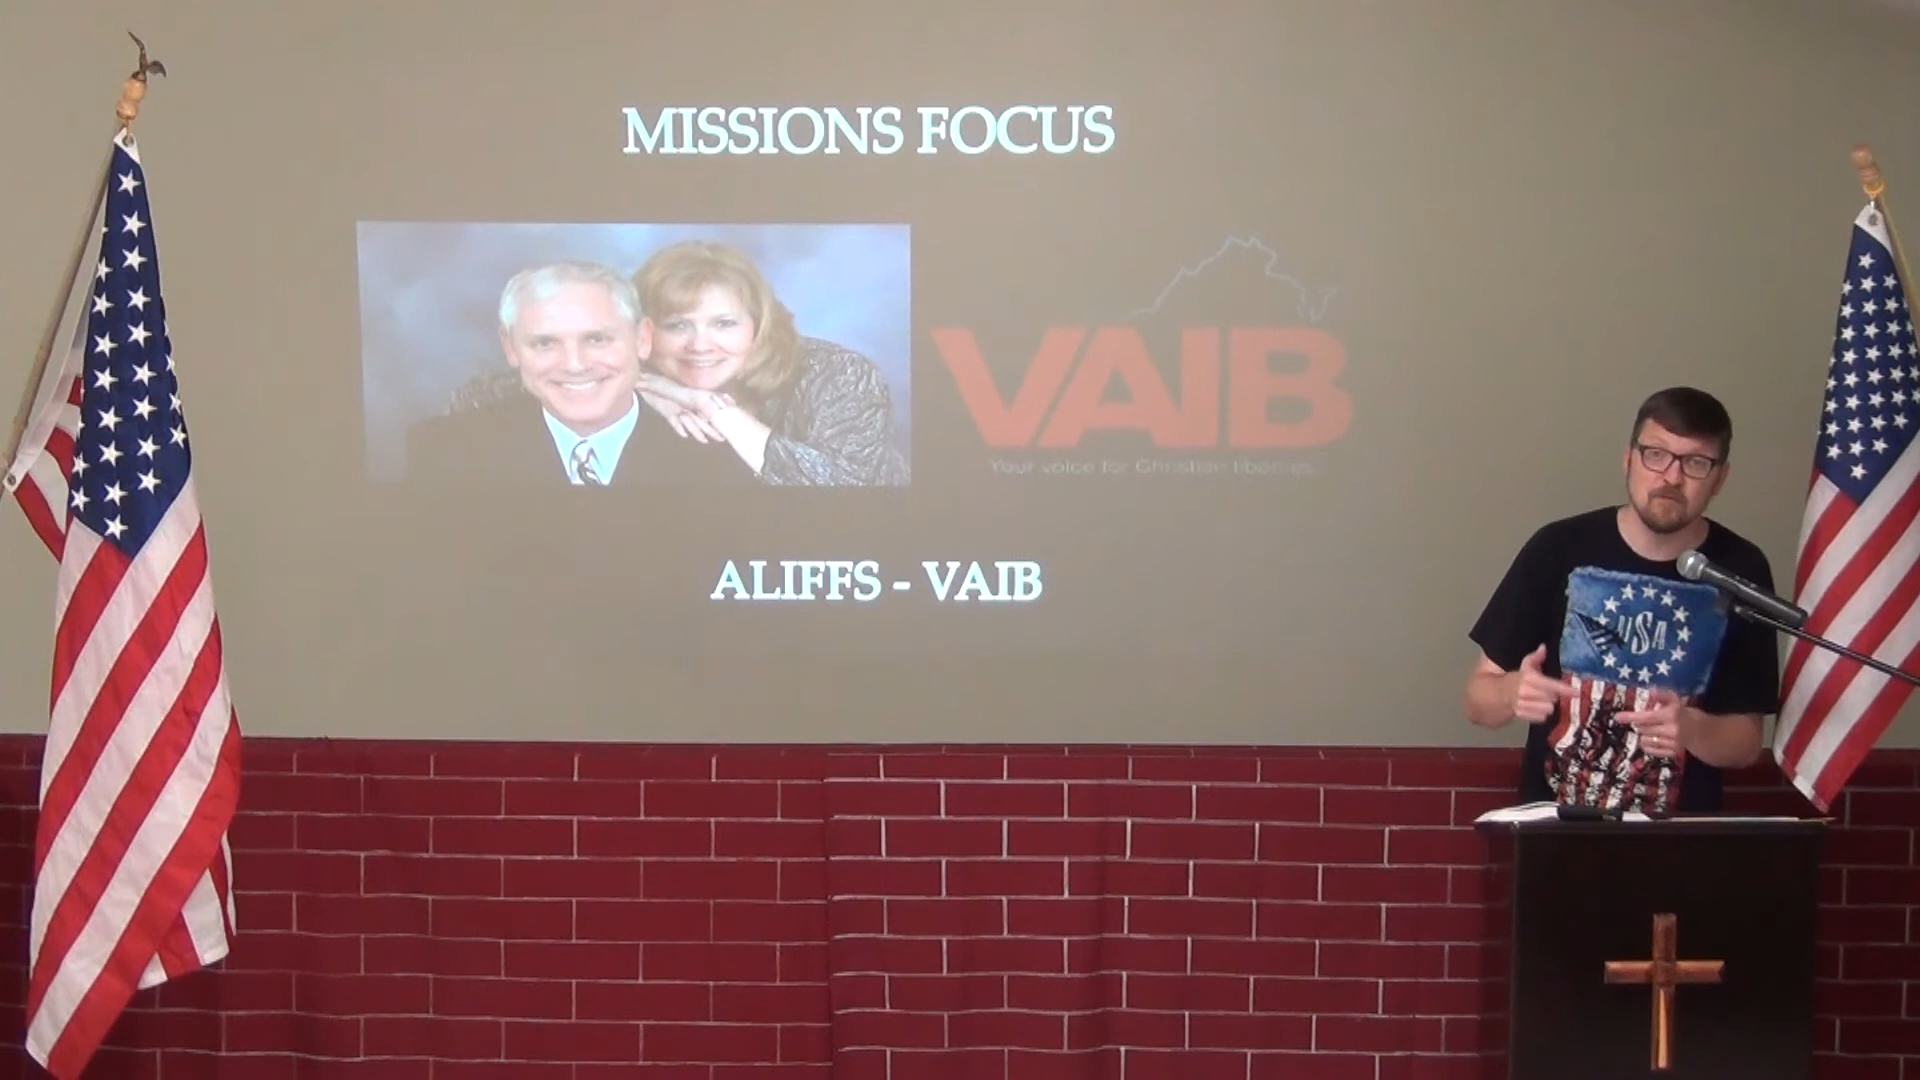 MISSIONS FOCUS
VAIB
Your voice for Christian liberties
ALIFFS - VAIB
USA